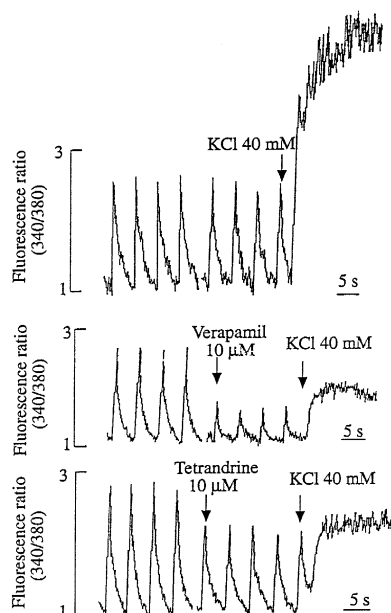 KCl 40 mM
3
1
Fluorescence ratio
(340/380)
5 s
Verapamil
10 μM
KCl 40 mM
3
1
Fluorescence ratio
(340/380)
5 s
Tetrandrine
10 μM
KCl 40 mM
3
1
Fluorescence ratio
(340/380)
5 s